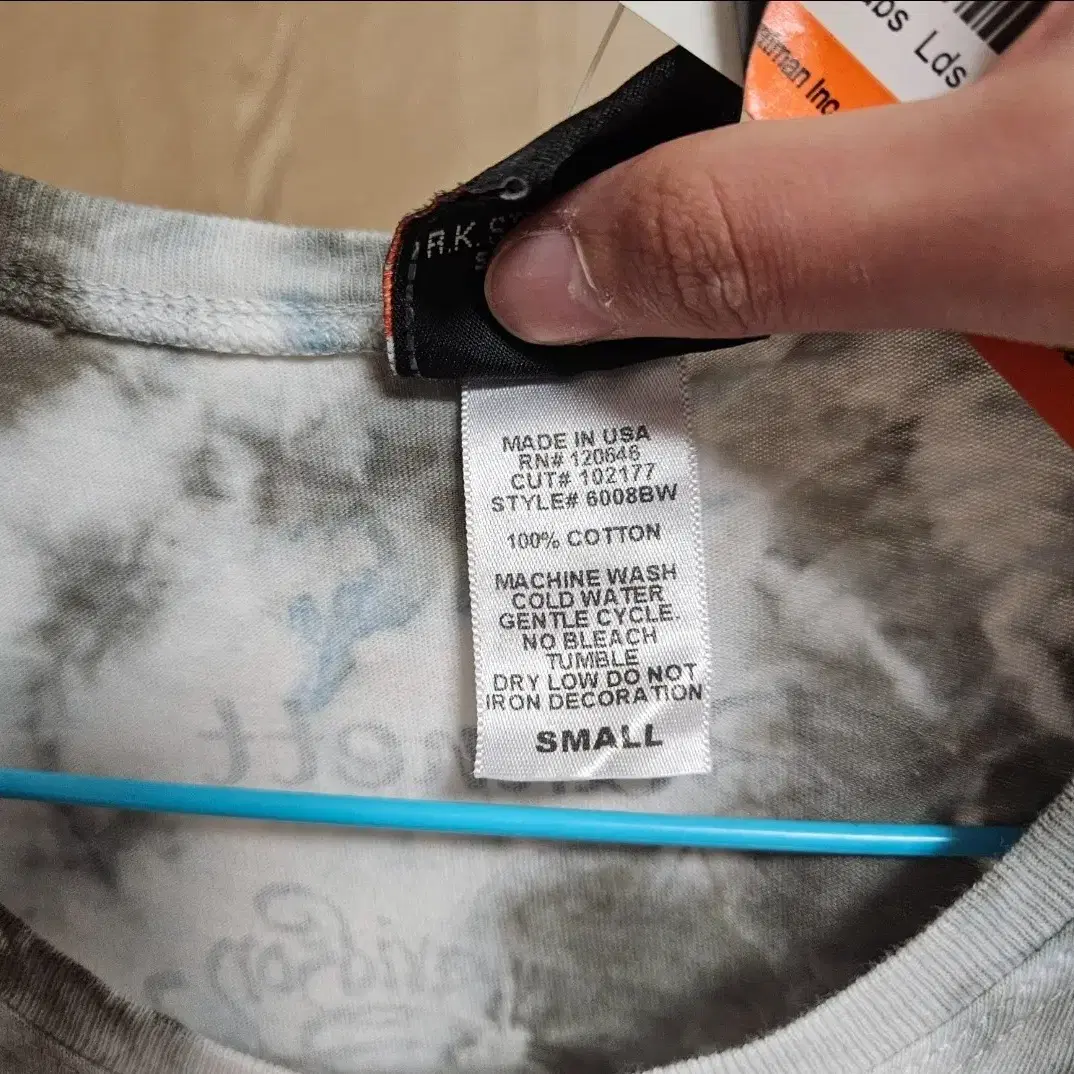 Lds
Inc
R.K.
MADE IN USA
RN# 120646
CUT# 102177
STYLE# 6008BW
100% COTTON
MACHINE WASH
COLD WATER
GENTLE CYCLE.
NO BLEACH
TUMBLE
DRY LOW DO NOT
IRON DECORATION
SMALL